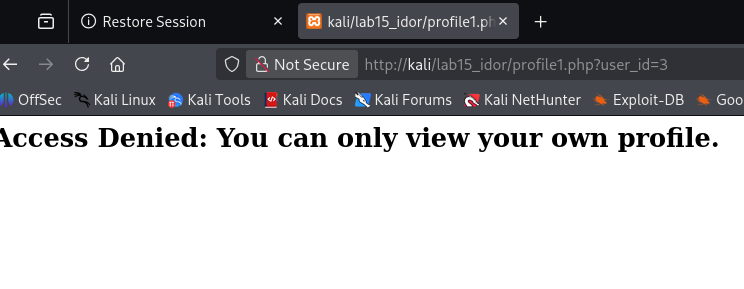 Restore Session
kali/lab15_idor/profile1.ph
Not Secure http://kali/lab15_idor/profile1.php?user_id=3
OffSec Kali Linux Kali Tools Kali Docs Kali Forums Kali NetHunter Exploit-DB Goo
Access Denied: You can only view your own profile.